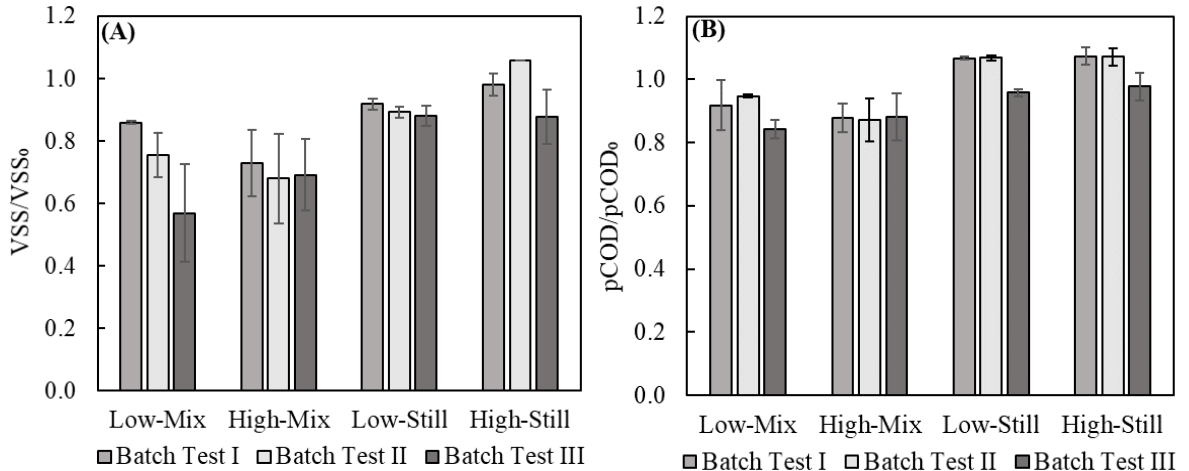 (A)
VSS/VSS₀
1.2
1.0
0.8
0.6
0.4
0.2
0.0
Low-Mix High-Mix Low-Still High-Still
Batch Test I Batch Test II Batch Test III
(B)
pCOD/pCOD₀
1.2
1.0
0.8
0.6
0.4
0.2
0.0
Low-Mix High-Mix Low-Still High-Still
Batch Test I Batch Test II Batch Test III